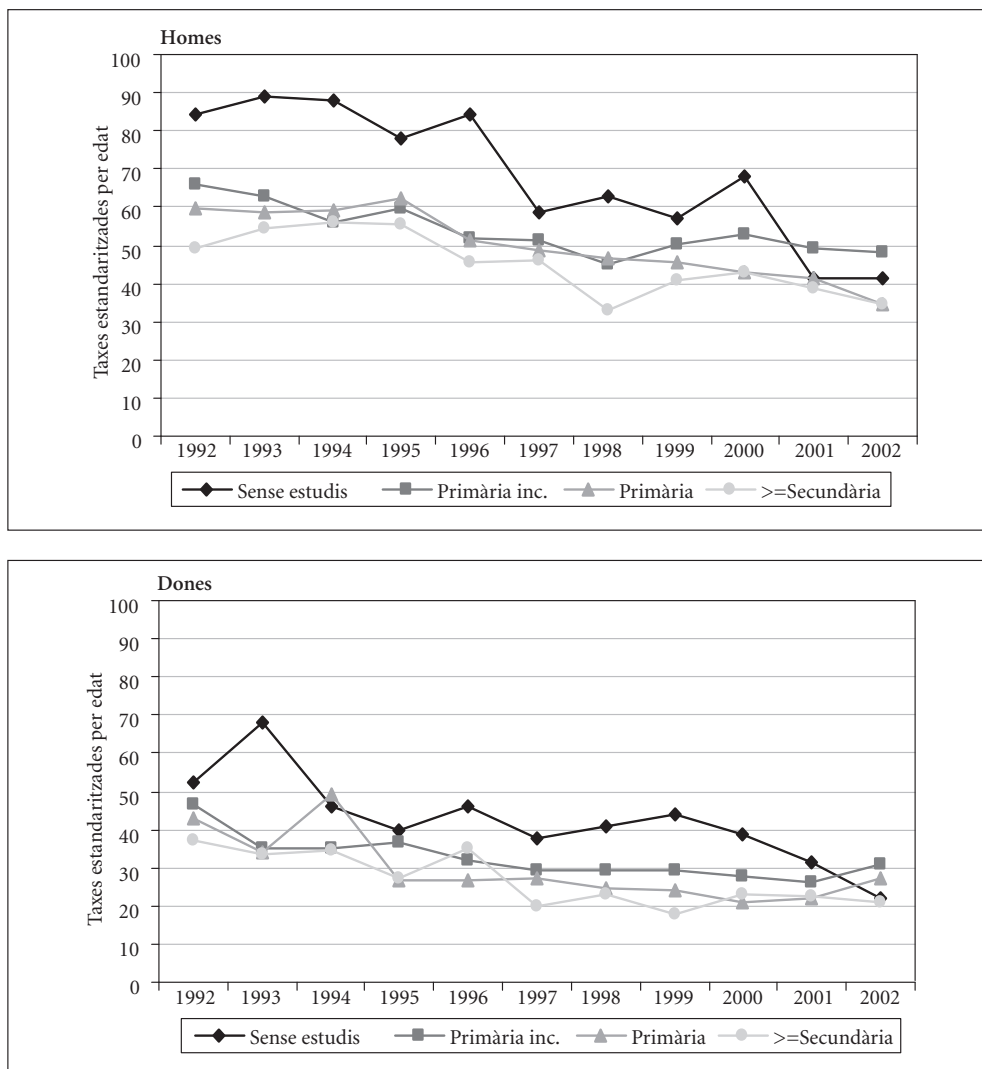 Homes
Taxes estandaritzades per edat
100
90
80
70
60
50
40
30
20
10
0
1992 1993 1994 1995 1996 1997 1998 1999 2000 2001 2002
Sense estudis Primària inc. Primària >=Secundària
Dones
Taxes estandaritzades per edat
100
90
80
70
60
50
40
30
20
10
0
1992 1993 1994 1995 1996 1997 1998 1999 2000 2001 2002
Sense estudis Primària inc. Primària >=Secundària